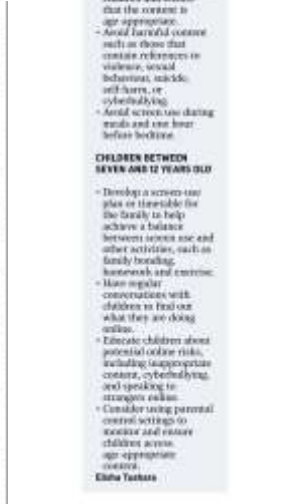 that the content is
age-appropriate.
• Avoid harmful content
such as those that
contain references to
violence, sexual
behaviour, suicide,
self-harm, or
cyberbullying.
• Avoid screen use during
meals and one hour
before bedtime.
CHILDREN BETWEEN
SEVEN AND 12 YEARS OLD
• Develop a screen-use
plan or timetable for
the family to help
achieve a balance
between screen use and
other activities, such as
family bonding,
homework and exercise.
• Have regular
conversations with
children to find out
what they are doing
online.
• Educate children about
potential online risks,
including inappropriate
content, cyberbullying,
and speaking to
strangers online.
• Consider using parental
control settings to
monitor and ensure
children access
age-appropriate
content.
Elisha Tushara